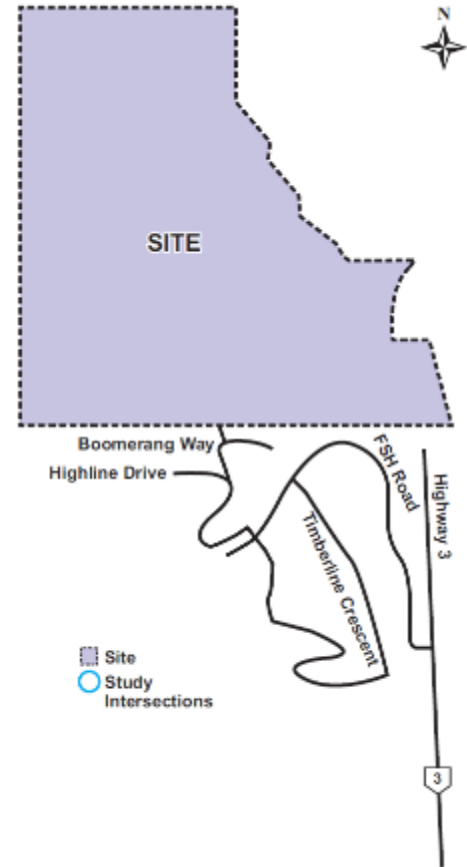 N
SITE
Boomerang Way
Highline Drive
FSH Road
Highway 3
Timberline Crescent
Site
Study
Intersections
3